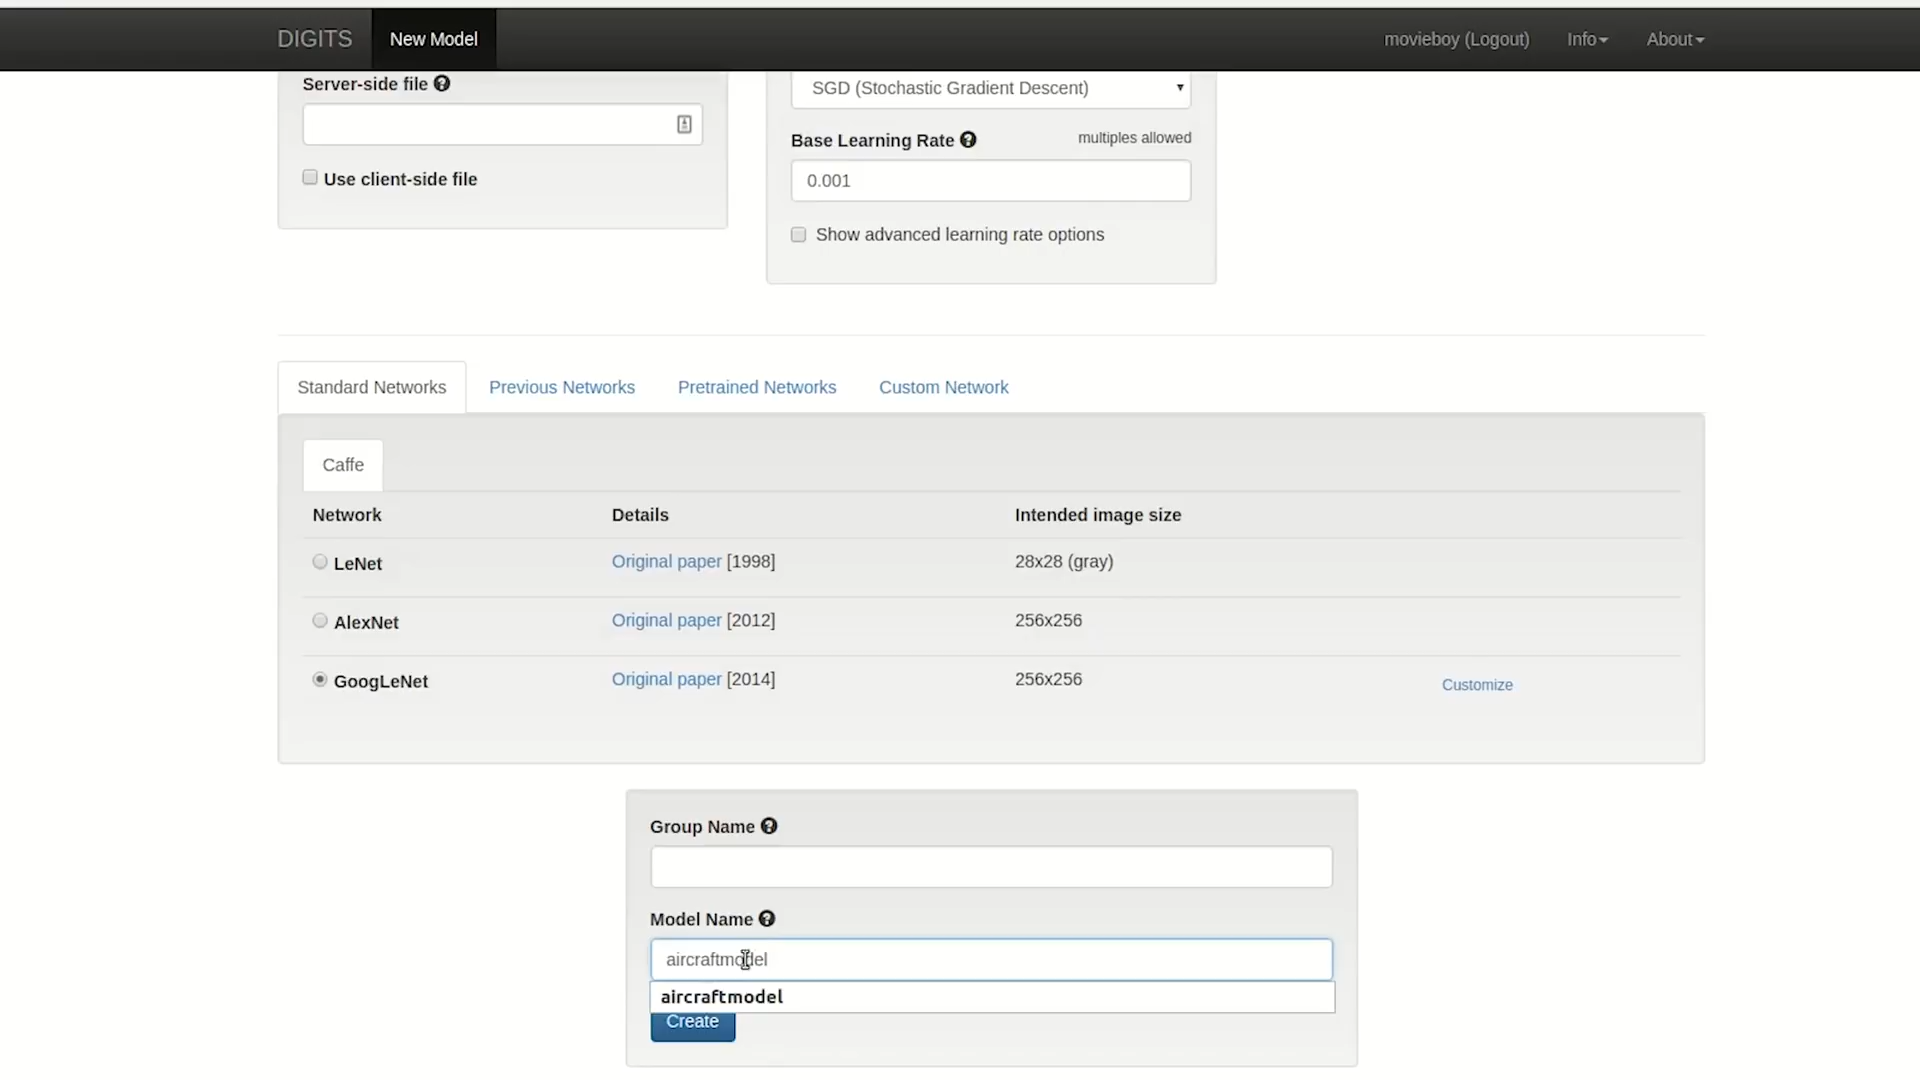 DIGITS New Model movieboy (Logout) Info About
Server-side file
Use client-side file
SGD (Stochastic Gradient Descent)
Base Learning Rate multiples allowed
0.001
Show advanced learning rate options
Standard Networks Previous Networks Pretrained Networks Custom Network
Caffe
Network Details Intended image size
LeNet Original paper [1998] 28x28 (gray)
AlexNet Original paper [2012] 256x256
GoogLeNet Original paper [2014] 256x256 Customize
Group Name
Model Name
aircraftmodel
aircraftmodel
Create